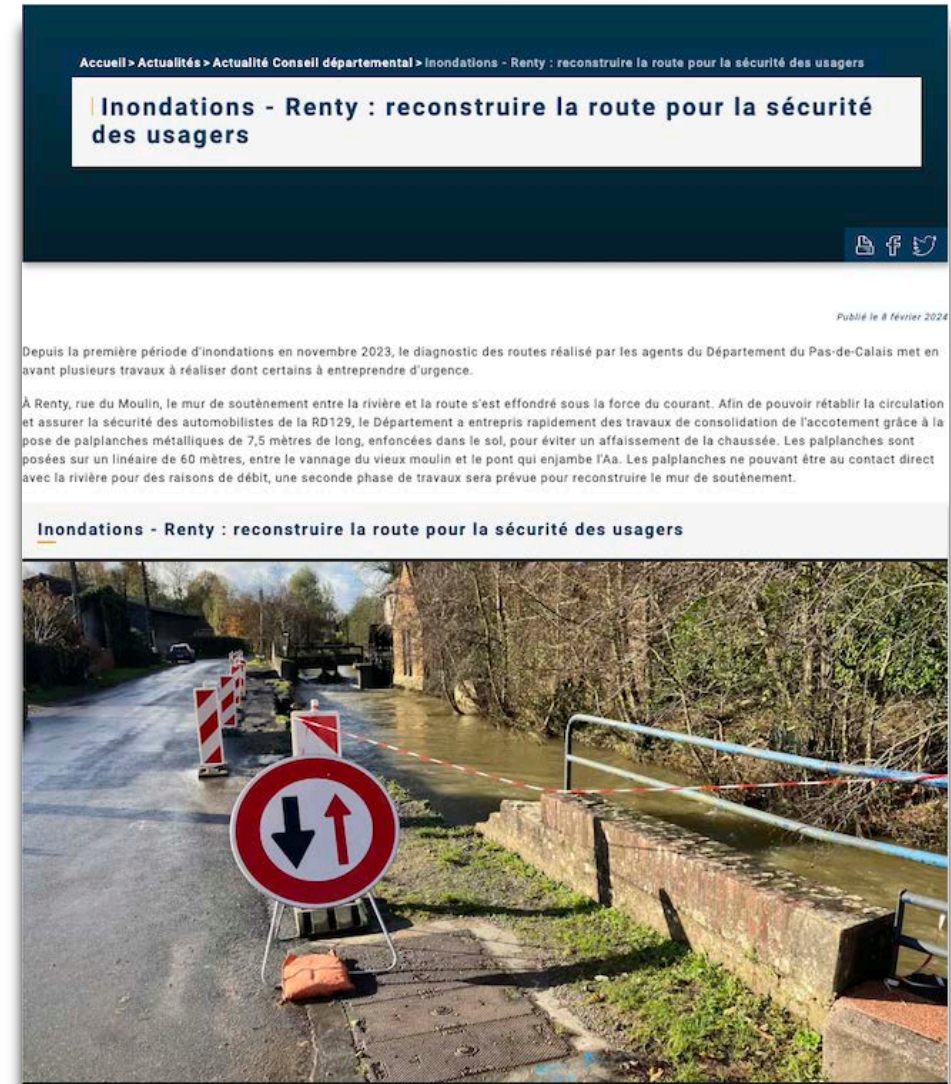 Accueil > Actualités > Actualité Conseil départemental > Inondations - Renty : reconstruire la route pour la sécurité des usagers
Inondations - Renty : reconstruire la route pour la sécurité
des usagers
Publié le 8 février 2024
Depuis la première période d'inondations en novembre 2023, le diagnostic des routes réalisé par les agents du Département du Pas-de-Calais met en
avant plusieurs travaux à réaliser dont certains à entreprendre d'urgence.
À Renty, rue du Moulin, le mur de soutènement entre la rivière et la route s'est effondré sous la force du courant. Afin de pouvoir rétablir la circulation
et assurer la sécurité des automobilistes de la RD129, le Département a entrepris rapidement des travaux de consolidation de l'accotement grâce à la
pose de palplanches métalliques de 7,5 mètres de long, enfoncées dans le sol, pour éviter un affaissement de la chaussée. Les palplanches sont
posées sur un linéaire de 60 mètres, entre le vannage du vieux moulin et le pont qui enjambe l'Aa. Les palplanches ne pouvant être au contact direct
avec la rivière pour des raisons de débit, une seconde phase de travaux sera prévue pour reconstruire le mur de soutènement.
Inondations - Renty : reconstruire la route pour la sécurité des usagers